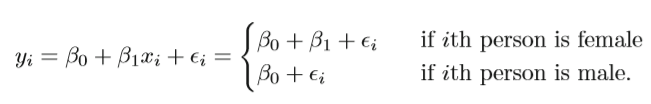 yᵢ = β₀ + β₁xᵢ + ϵᵢ = { β₀ + β₁ + ϵᵢ if ith person is female
β₀ + ϵᵢ if ith person is male.